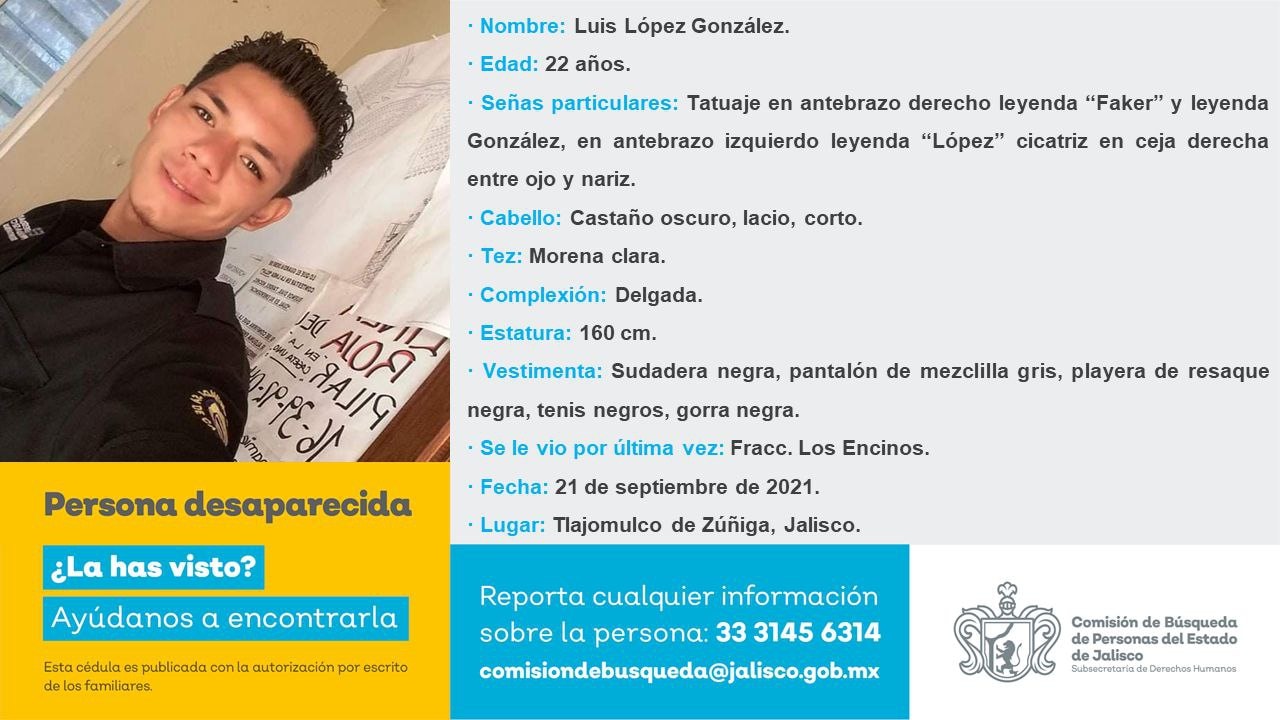 · Nombre: Luis López González.
· Edad: 22 años.
· Señas particulares: Tatuaje en antebrazo derecho leyenda “Faker” y leyenda
González, en antebrazo izquierdo leyenda “López” cicatriz en ceja derecha
entre ojo y nariz.
· Cabello: Castaño oscuro, lacio, corto.
· Tez: Morena clara.
· Complexión: Delgada.
· Estatura: 160 cm.
· Vestimenta: Sudadera negra, pantalón de mezclilla gris, playera de resaque
negra, tenis negros, gorra negra.
· Se le vio por última vez: Fracc. Los Encinos.
· Fecha: 21 de septiembre de 2021.
· Lugar: Tlajomulco de Zúñiga, Jalisco.
ROJA
PILAR
Persona desaparecida
¿La has visto?
Ayúdanos a encontrarla
Esta cédula es publicada con la autorización por escrito
de los familiares.
Reporta cualquier información
sobre la persona: 33 3145 6314
comisiondebusqueda@jalisco.gob.mx
Comisión de Búsqueda
de Personas del Estado
de Jalisco
Subsecretaría de Derechos Humanos